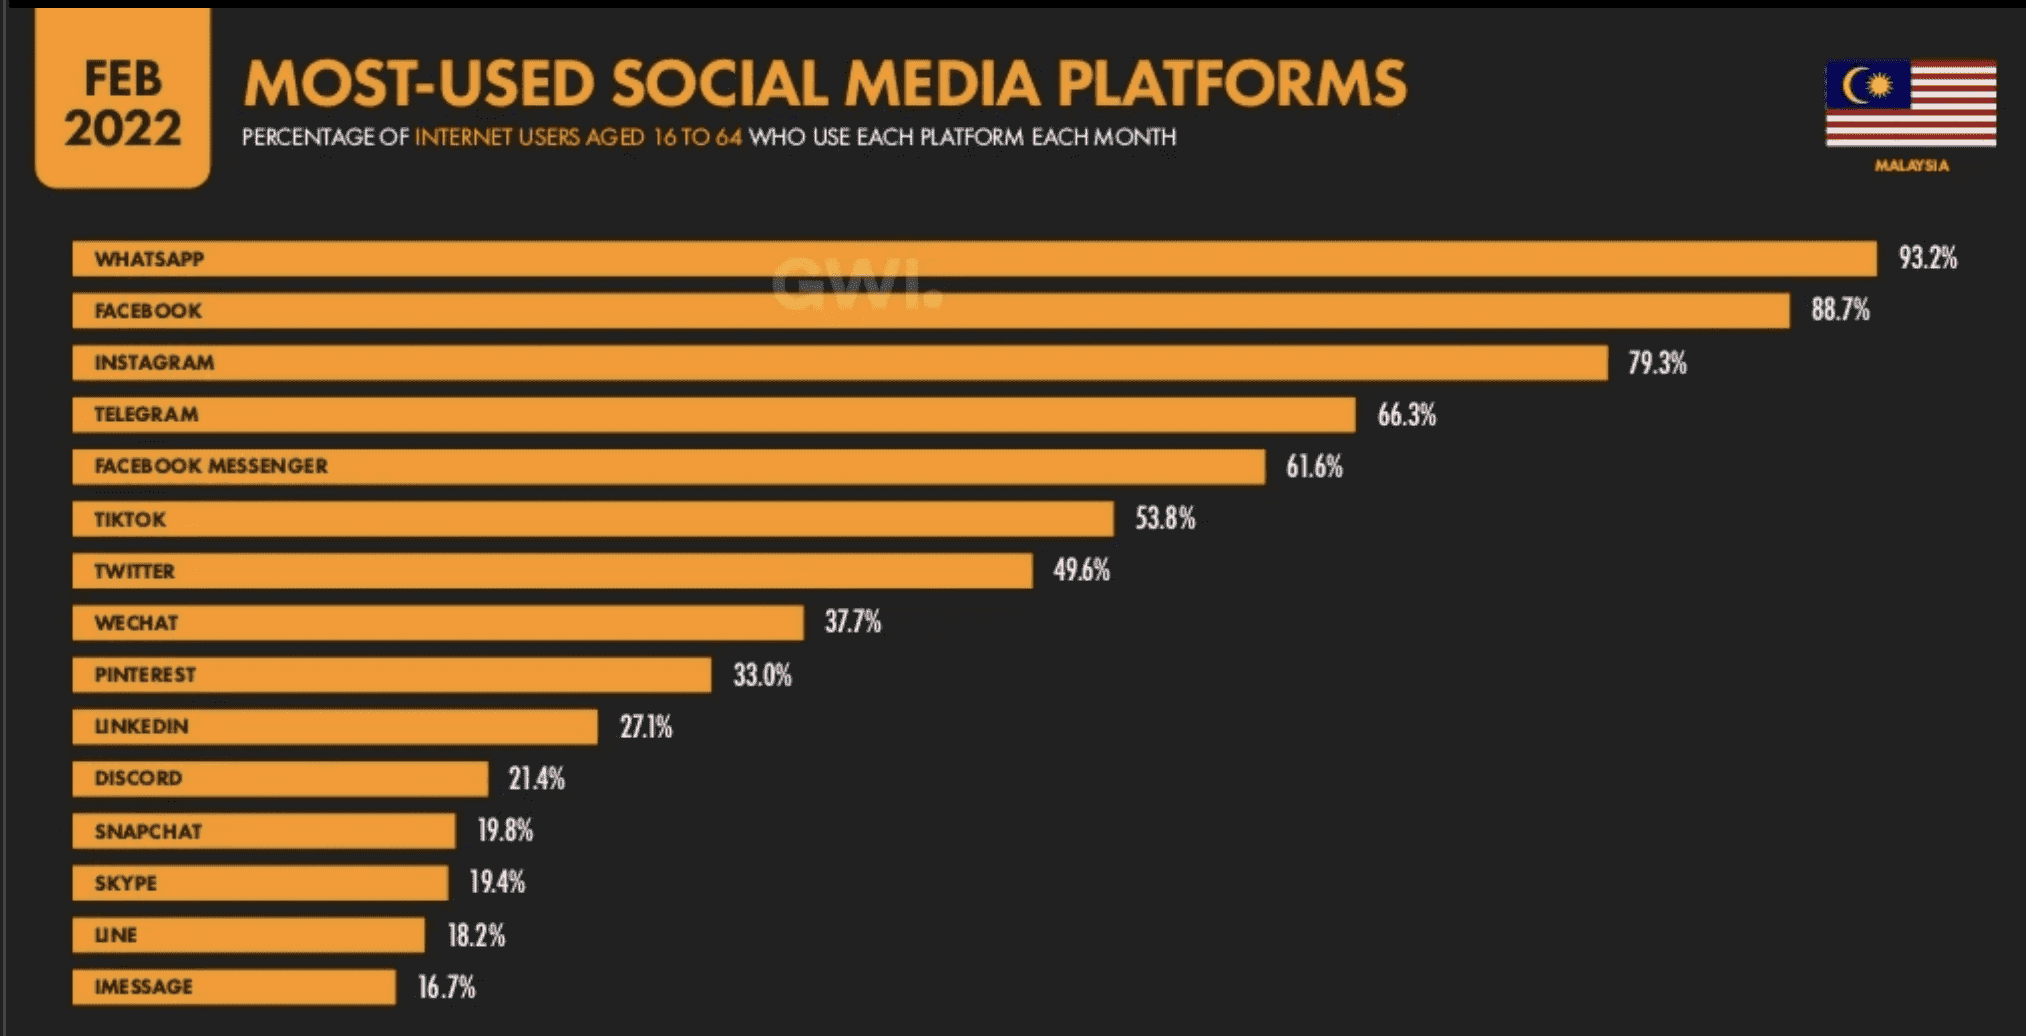 FEB
2022
MOST-USED SOCIAL MEDIA PLATFORMS
PERCENTAGE OF INTERNET USERS AGED 16 TO 64 WHO USE EACH PLATFORM EACH MONTH
MALAYSIA
WHATSAPP 93.2%
GWI.
FACEBOOK 88.7%
INSTAGRAM 79.3%
TELEGRAM 66.3%
FACEBOOK MESSENGER 61.6%
TIKTOK 53.8%
TWITTER 49.6%
WECHAT 37.7%
PINTEREST 33.0%
LINKEDIN 27.1%
DISCORD 21.4%
SNAPCHAT 19.8%
SKYPE 19.4%
LINE 18.2%
IMESSAGE 16.7%